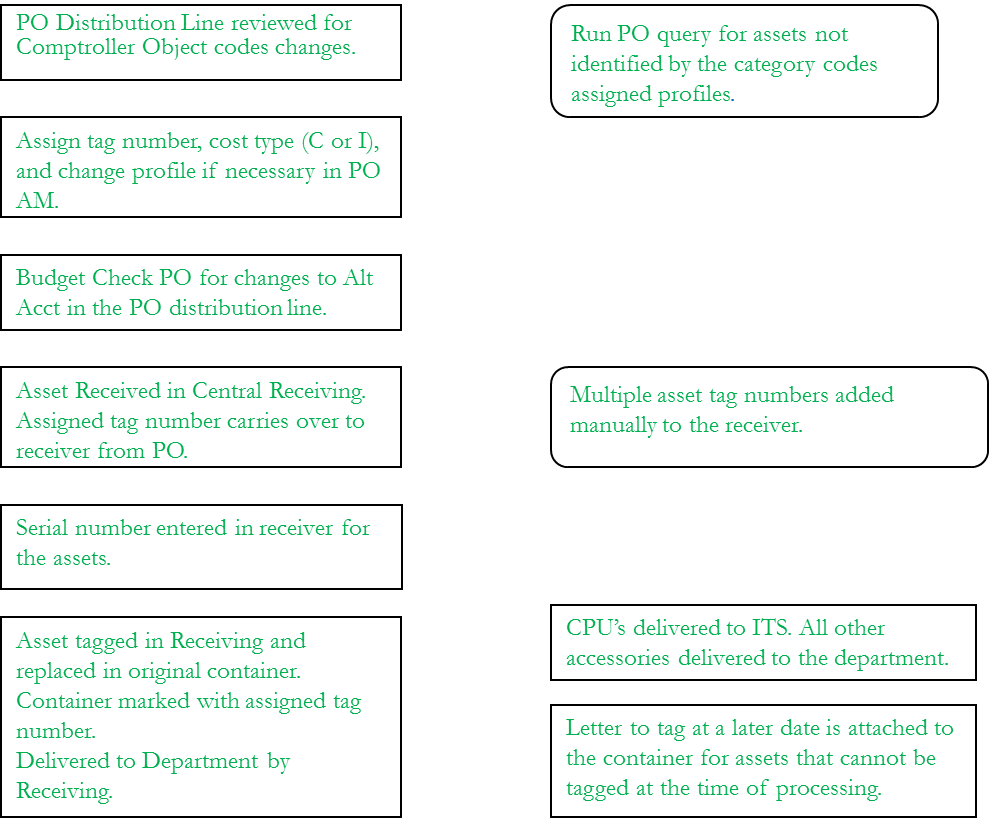 PO Distribution Line reviewed for
Comptroller Object codes changes.
Run PO query for assets not
identified by the category codes
assigned profiles.
Assign tag number, cost type (C or I),
and change profile if necessary in PO
AM.
Budget Check PO for changes to Alt
Acct in the PO distribution line.
Asset Received in Central Receiving.
Assigned tag number carries over to
receiver from PO.
Multiple asset tag numbers added
manually to the receiver.
Serial number entered in receiver for
the assets.
Asset tagged in Receiving and
replaced in original container.
Container marked with assigned tag
number.
Delivered to Department by
Receiving.
CPU's delivered to ITS. All other
accessories delivered to the department.
Letter to tag at a later date is attached to
the container for assets that cannot be
tagged at the time of processing.